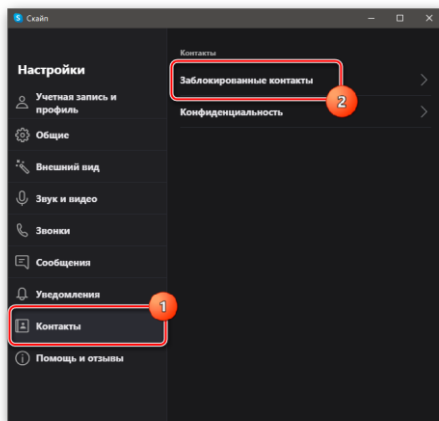 Скайп
Настройки
Учетная запись и
профиль
Общие
Внешний вид
Звук и видео
Звонки
Сообщения
Уведомления
1
Контакты
Помощь и отзывы
Контакты
Заблокированные контакты
2
Конфиденциальность